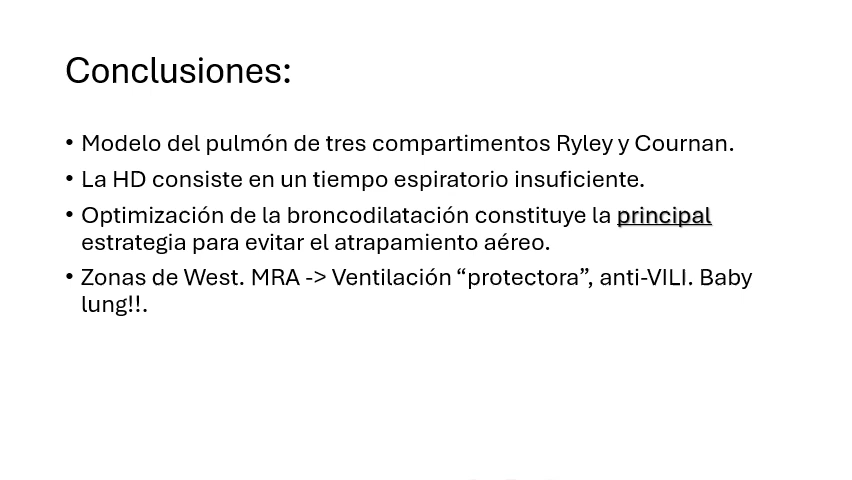 Conclusiones:
• Modelo del pulmón de tres compartimentos Ryley y Cournan.
• La HD consiste en un tiempo espiratorio insuficiente.
• Optimización de la broncodilatación constituye la principal
estrategia para evitar el atrapamiento aéreo.
• Zonas de West. MRA -> Ventilación “protectora”, anti-VILI. Baby
lung!!.